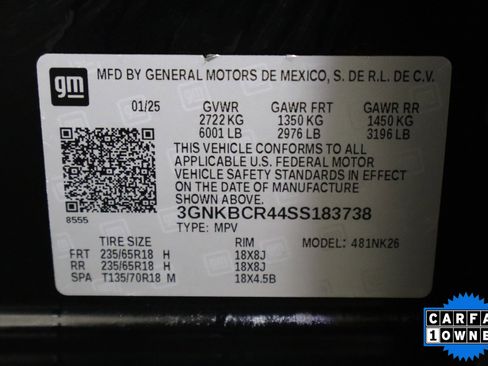 gm
MFD BY GENERAL MOTORS DE MEXICO, S. DE R.L. DE C.V.
01/25 GVWR GAWR FRT GAWR RR
2722 KG 1350 KG 1450 KG
6001 LB 2976 LB 3196 LB
THIS VEHICLE CONFORMS TO ALL
APPLICABLE U.S. FEDERAL MOTOR
VEHICLE SAFETY STANDARDS IN EFFECT
ON THE DATE OF MANUFACTURE
SHOWN ABOVE.
8555 3GNKBCR44SS183738
TYPE: MPV
TIRE SIZE RIM MODEL: 481NK26
FRT 235/65R18 H 18X8J
RR 235/65R18 H 18X8J
SPA T135/70R18 M 18X4.5B
CARFA
1 OWNE